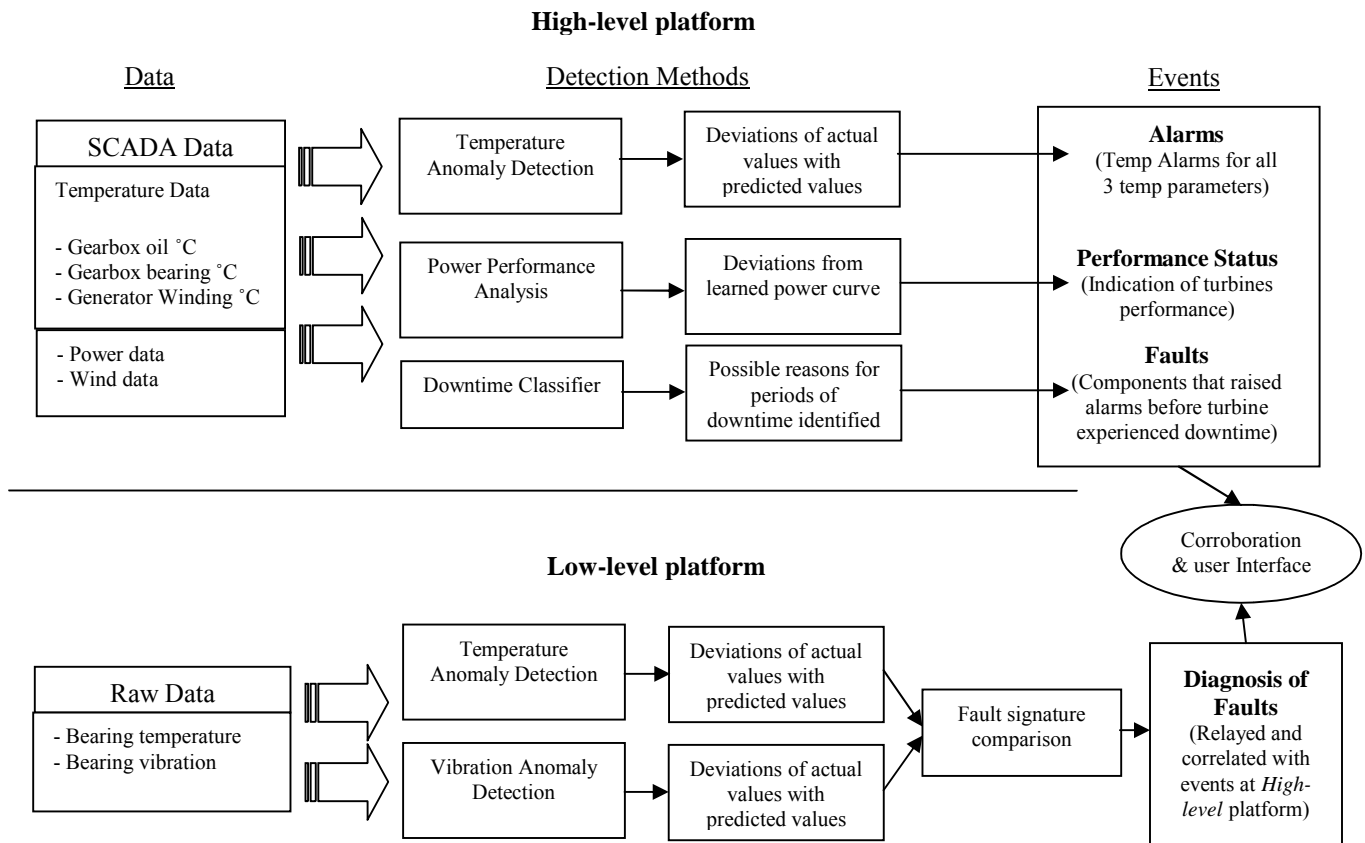 High-level platform
Data
Detection Methods
Events
SCADA Data
Temperature Data
- Gearbox oil ˚C
- Gearbox bearing ˚C
- Generator Winding ˚C
- Power data
- Wind data
Temperature
Anomaly Detection
Deviations of actual
values with
predicted values
Alarms
(Temp Alarms for all
3 temp parameters)
Power Performance
Analysis
Deviations from
learned power curve
Performance Status
(Indication of turbines
performance)
Downtime Classifier
Possible reasons for
periods of
downtime identified
Faults
(Components that raised
alarms before turbine
experienced downtime)
Corroboration
& user Interface
Low-level platform
Raw Data
- Bearing temperature
- Bearing vibration
Temperature
Anomaly Detection
Deviations of actual
values with
predicted values
Vibration Anomaly
Detection
Deviations of actual
values with
predicted values
Fault signature
comparison
Diagnosis of
Faults
(Relayed and
correlated with
events at High-
level platform)